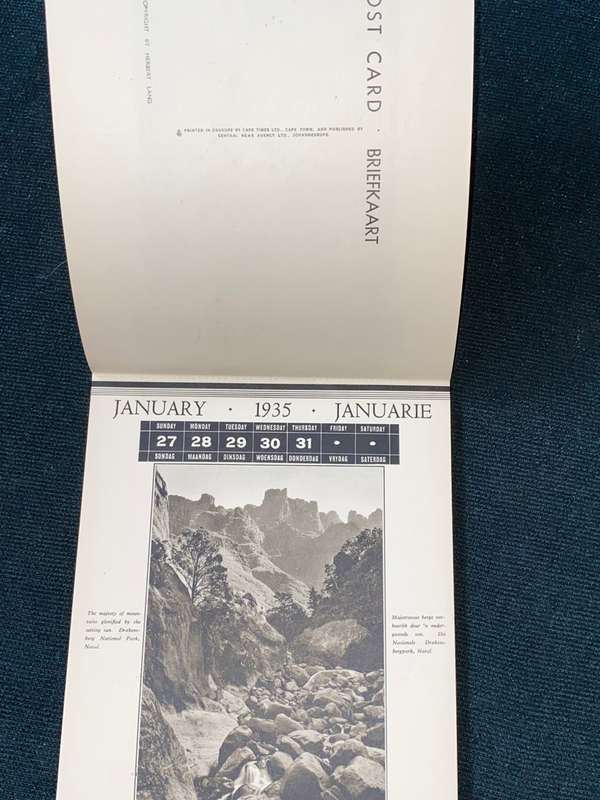 COPYRIGHT BY HERBERT LANG
OST CARD · BRIEFKAART
PRINTED IN GRAVURE BY CAPE TIMES LTD., CAPE TOWN, AND PUBLISHED BY
CENTRAL NEWS AGENCY LTD., JOHANNESBURG.
JANUARY · 1935 · JANUARIE
SUNDAY MONDAY TUESDAY WEDNESDAY THURSDAY FRIDAY SATURDAY
27 28 29 30 31 • •
SONDAG MAANDAG DINSDAG WOENSDAG DONDERDAG VRYDAG SATERDAG
The majesty of moun-
tains glorified by the
setting sun. Drakens-
berg National Park,
Natal.
Majestueuse berge ver-
heerlik deur 'n onder-
gaande son. Die
Nasionale Drakens-
bergpark, Natal.